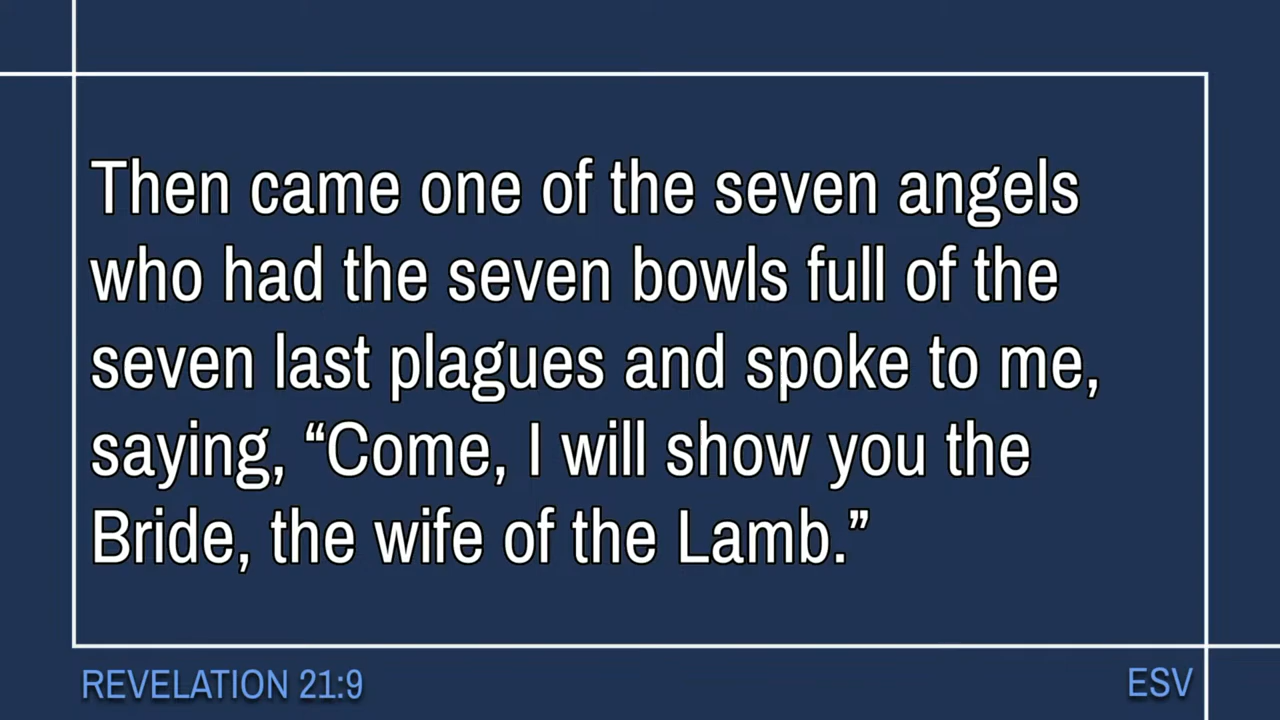 Then came one of the seven angels
who had the seven bowls full of the
seven last plagues and spoke to me,
saying, “Come, I will show you the
Bride, the wife of the Lamb.”
REVELATION 21:9
ESV